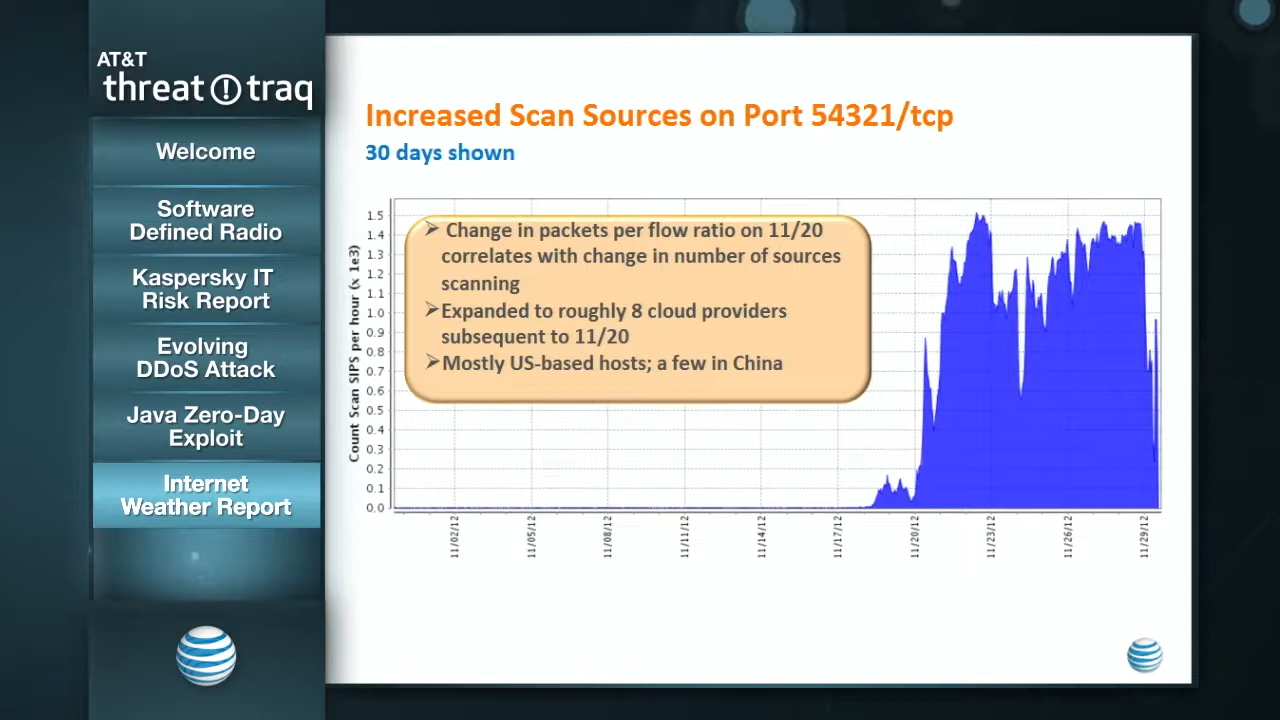 AT&T
threat traq
Welcome
Software
Defined Radio
Kaspersky IT
Risk Report
Evolving
DDoS Attack
Java Zero-Day
Exploit
Internet
Weather Report
Increased Scan Sources on Port 54321/tcp
30 days shown
Count Scan SIPS per hour (x 1e3)
1.5
1.4
1.3
1.2
1.1
1.0
0.9
0.8
0.7
0.6
0.5
0.4
0.3
0.2
0.1
0.0
➢ Change in packets per flow ratio on 11/20
correlates with change in number of sources
scanning
➢Expanded to roughly 8 cloud providers
subsequent to 11/20
➢Mostly US-based hosts; a few in China
11/02/12
11/05/12
11/08/12
11/11/12
11/14/12
11/17/12
11/20/12
11/23/12
11/26/12
11/29/12